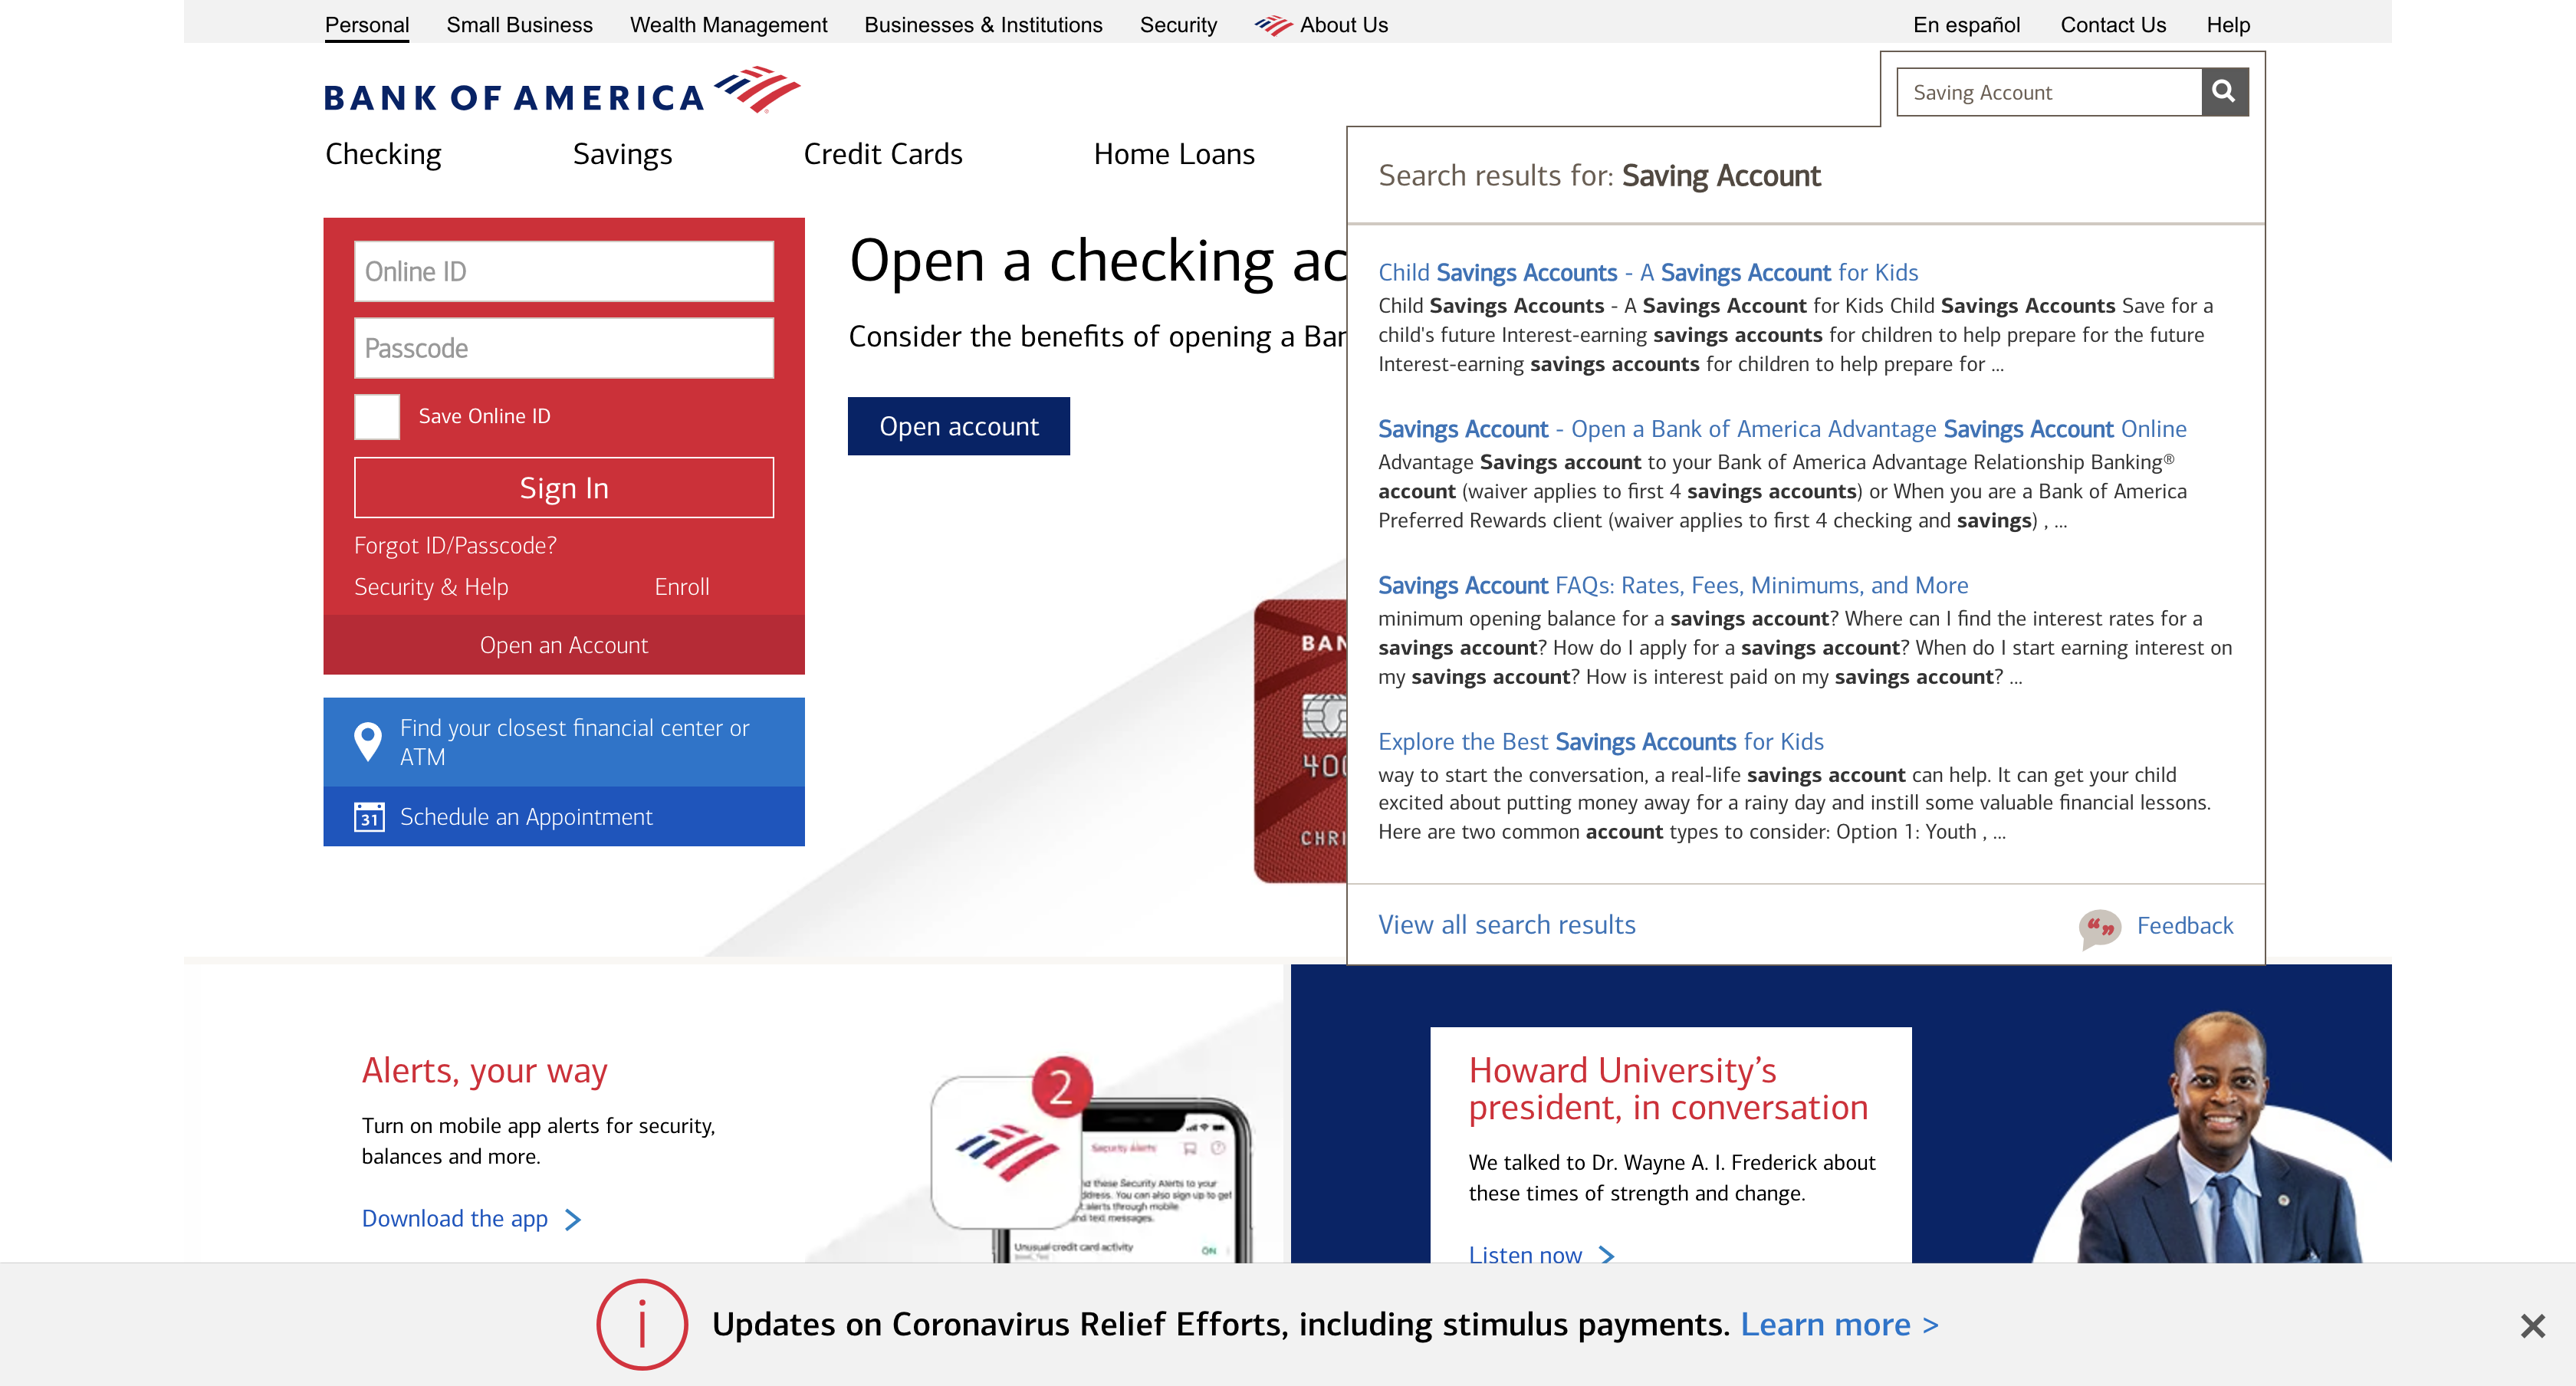 Personal Small Business Wealth Management Businesses & Institutions Security About Us En español Contact Us Help
BANK OF AMERICA
Saving Account
Checking Savings Credit Cards Home Loans
Online ID
Passcode
Save Online ID
Sign In
Forgot ID/Passcode?
Security & Help Enroll
Open an Account
Find your closest financial center or
ATM
31 Schedule an Appointment
Open a checking ac
Consider the benefits of opening a Bar
Open account
BAN
400
CHRI
Search results for: Saving Account
Child Savings Accounts - A Savings Account for Kids
Child Savings Accounts - A Savings Account for Kids Child Savings Accounts Save for a
child's future Interest-earning savings accounts for children to help prepare for the future
Interest-earning savings accounts for children to help prepare for ...
Savings Account - Open a Bank of America Advantage Savings Account Online
Advantage Savings account to your Bank of America Advantage Relationship Banking®
account (waiver applies to first 4 savings accounts) or When you are a Bank of America
Preferred Rewards client (waiver applies to first 4 checking and savings) , ...
Savings Account FAQs: Rates, Fees, Minimums, and More
minimum opening balance for a savings account? Where can I find the interest rates for a
savings account? How do I apply for a savings account? When do I start earning interest on
my savings account? How is interest paid on my savings account? ...
Explore the Best Savings Accounts for Kids
way to start the conversation, a real-life savings account can help. It can get your child
excited about putting money away for a rainy day and instill some valuable financial lessons.
Here are two common account types to consider: Option 1: Youth , ...
View all search results
Feedback
Alerts, your way
Turn on mobile app alerts for security,
balances and more.
Download the app
2
Security Alerts
these Security Alerts to your
ddress. You can also sign up to get
alerts through mobile
and text messages.
Unusual credit card activity
ON
Howard University’s
president, in conversation
We talked to Dr. Wayne A. I. Frederick about
these times of strength and change.
Listen now
Updates on Coronavirus Relief Efforts, including stimulus payments. Learn more >